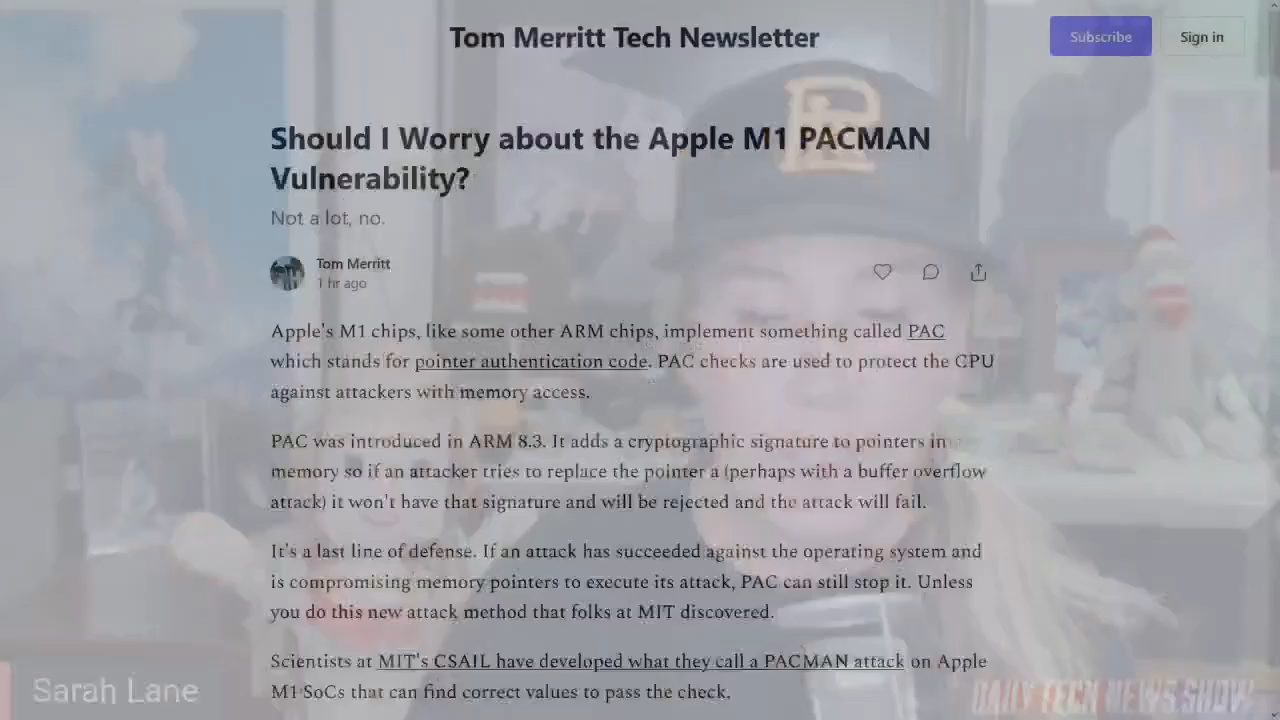 Tom Merritt Tech Newsletter
Subscribe
Sign in
Should I Worry about the Apple M1 PACMAN
Vulnerability?
Not a lot, no.
Tom Merritt
1 hr ago
Apple's M1 chips, like some other ARM chips, implement something called PAC
which stands for pointer authentication code. PAC checks are used to protect the CPU
against attackers with memory access.
PAC was introduced in ARM 8.3. It adds a cryptographic signature to pointers in
memory so if an attacker tries to replace the pointer a (perhaps with a buffer overflow
attack) it won't have that signature and will be rejected and the attack will fail.
It's a last line of defense. If an attack has succeeded against the operating system and
is compromising memory pointers to execute its attack, PAC can still stop it. Unless
you do this new attack method that folks at MIT discovered.
Scientists at MIT's CSAIL have developed what they call a PACMAN attack on Apple
M1 SoCs that can find correct values to pass the check.
Sarah Lane
DAILY TECH NEWS SHOW